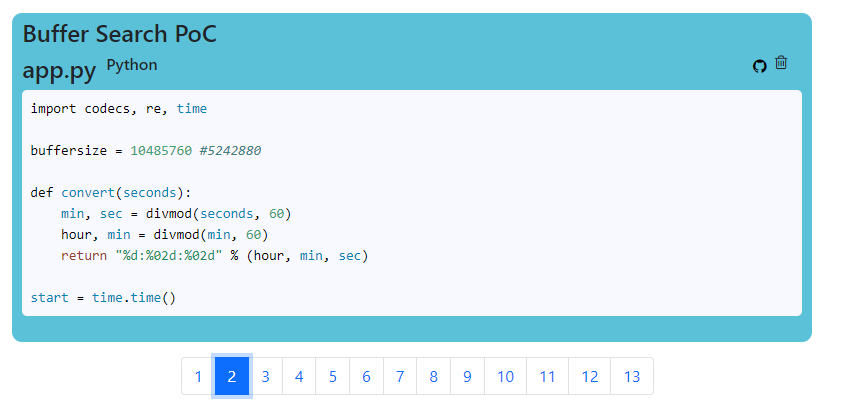 Buffer Search PoC
app.py Python
import codecs, re, time
buffersize = 10485760 #5242880
def convert(seconds):
    min, sec = divmod(seconds, 60)
    hour, min = divmod(min, 60)
    return "%d:%02d:%02d" % (hour, min, sec)
start = time.time()
1 2 3 4 5 6 7 8 9 10 11 12 13